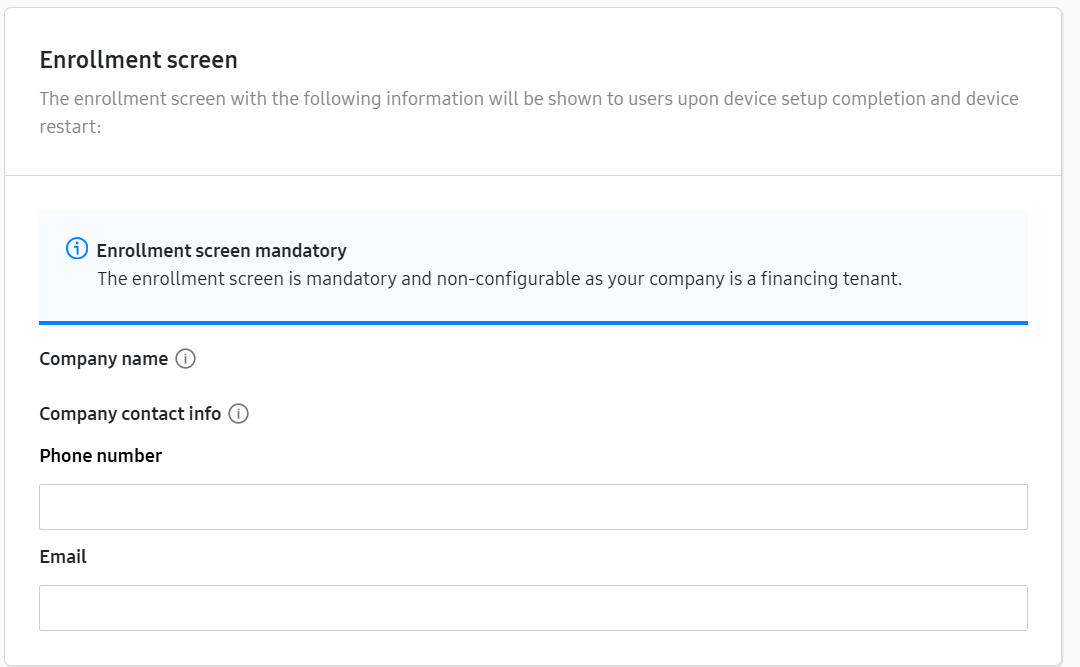 Enrollment screen
The enrollment screen with the following information will be shown to users upon device setup completion and device
restart:
Enrollment screen mandatory
The enrollment screen is mandatory and non-configurable as your company is a financing tenant.
Company name
Company contact info
Phone number
Email